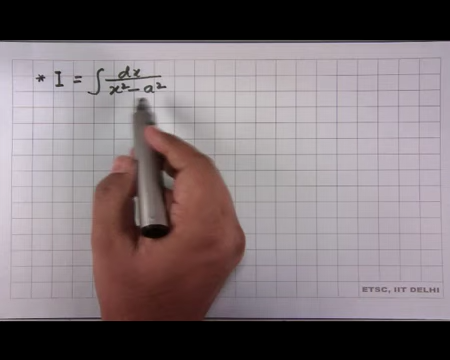 * I = ∫ dx / x² - a²
ETSC, IIT DELHI